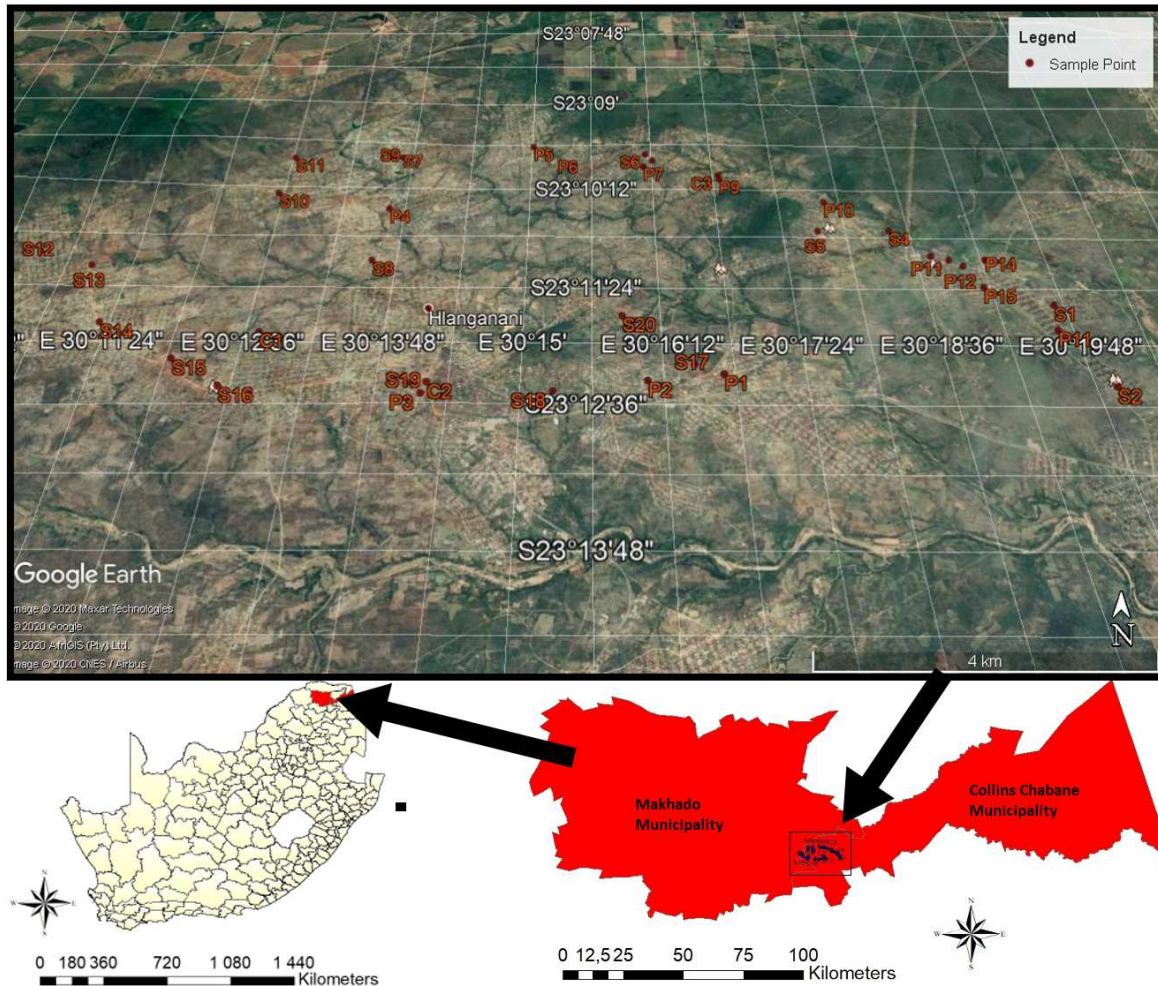 S23°07'48"
Legend
Sample Point
S23°09'
S11
S9
S7
P5
P6
S6
P7
C3
P9
S10
S23°10'12"
P4
P10
S5
S4
S12
S13
S8
P11
P12
P14
S23°11'24"
P15
Hlanganani
S20
S1
S14
C1
P11
E 30°11'24"
E 30°12'36"
E 30°13'48"
E 30°15'
E 30°16'12"
E 30°17'24"
E 30°18'36"
E 30°19'48"
S15
S17
S16
S19
C2
P3
S18
P2
P1
S2
S23°12'36"
S23°13'48"
Google Earth
mage © 2020 Maxar Technologies
© 2020 Google
© 2020 AfriGIS (Pty) Ltd.
mage © 2020 CNES / Airbus
N
4 km
Makhado
Municipality
Collins Chabane
Municipality
N
W E
S
N
W E
S
0 180 360 720 1 080 1 440
Kilometers
0 12,5 25 50 75 100
Kilometers